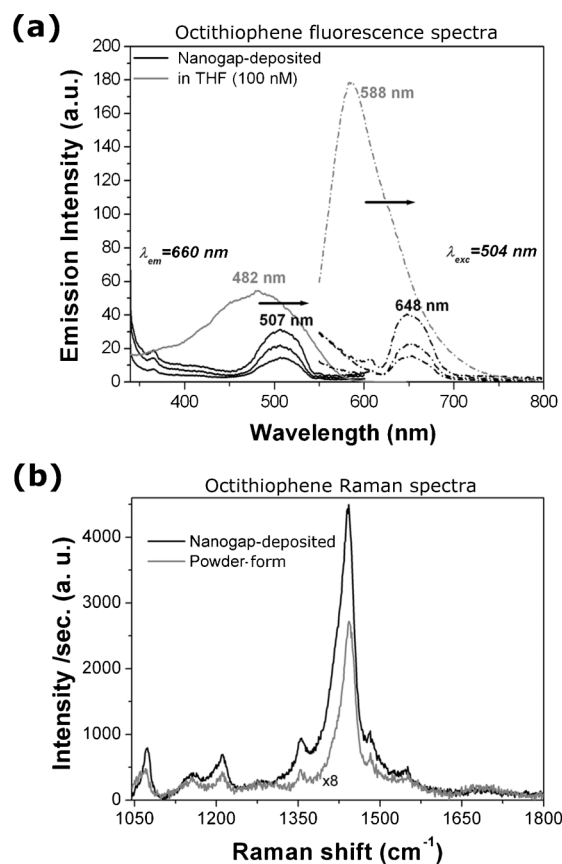 (a)
Octithiophene fluorescence spectra
Nanogap-deposited
in THF (100 nM)
200
180
160
140
120
100
80
60
40
20
0
Emission Intensity (a.u.)
588 nm
λem=660 nm
λexc=504 nm
482 nm
507 nm
648 nm
400 500 600 700 800
Wavelength (nm)
(b)
Octithiophene Raman spectra
Nanogap-deposited
Powder-form
4000
3000
2000
1000
0
Intensity /sec. (a. u.)
x8
1050 1200 1350 1500 1650 1800
Raman shift (cm-1)